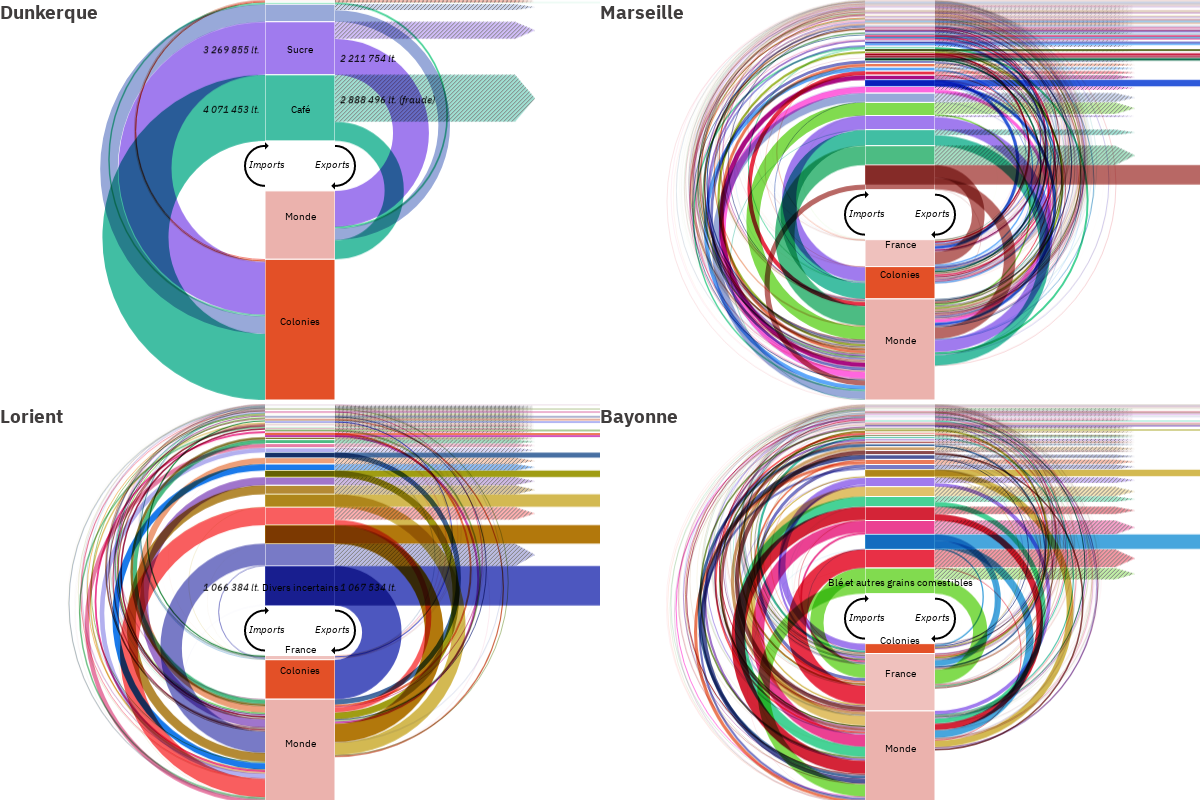 Dunkerque
3 269 855 lt.
Sucre
2 211 754 lt.
4 071 453 lt.
Café
2 888 496 lt. (fraude)
Imports
Exports
Monde
Colonies
Marseille
Imports
Exports
France
Colonies
Monde
Lorient
1 066 384 lt.
Divers incertaine
1 067 534 lt.
Imports
Exports
France
Colonies
Monde
Bayonne
Blé et autres grains comestibles
Imports
Exports
Colonies
France
Monde